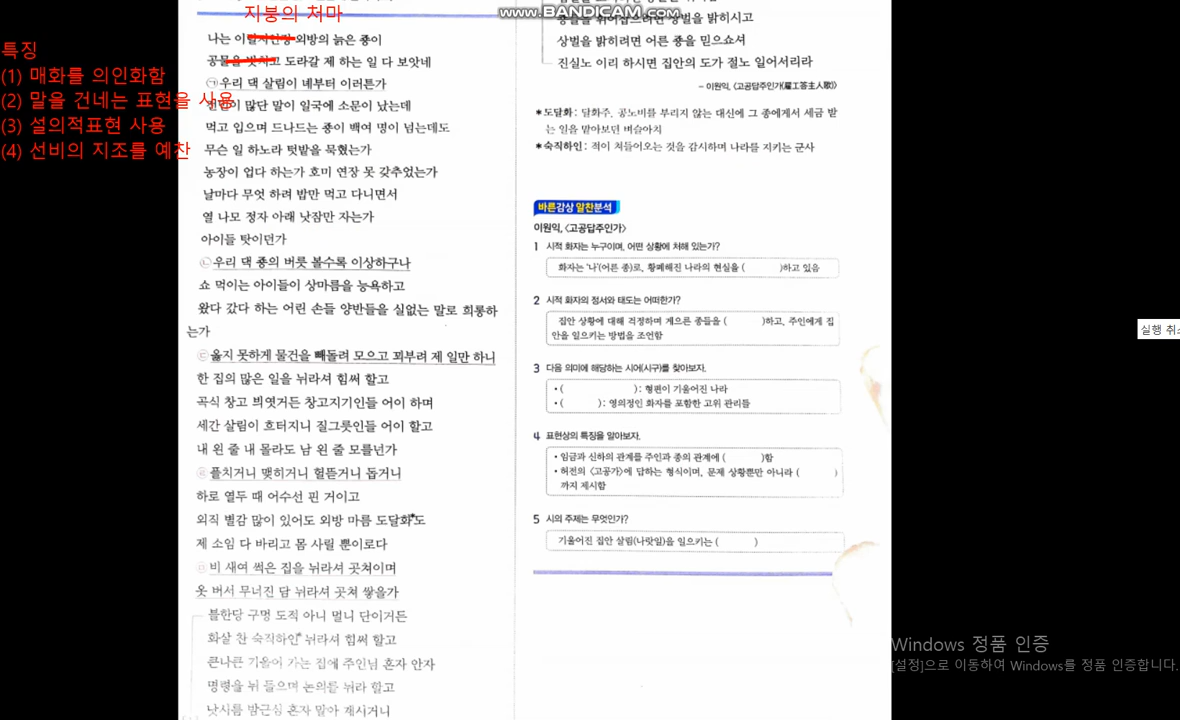 지붕의 처마
특징
(1) 매화를 의인화함
(2) 말을 건네는 표현을 사용
(3) 설의적표현 사용
(4) 선비의 지조를 예찬
www.BANDICAM.com
나는 외방의 늙은 죵이
도라갈 제 하는 일 다 보앗네
㉠우리 댁 살림이 녜부터 이러튼가
많단 말이 일국에 소문이 났는데
먹고 입으며 드나드는 죵이 백여 명이 넘는데도
무슨 일 하노라 텃밭을 묵혔는가
농장이 업다 하는가 호미 연장 못 갖추었는가
날마다 무엇 하려 밥만 먹고 다니면서
열 나모 정자 아래 낫잠만 자는가
아이들 탓이던가
㉡우리 댁 죵의 버릇 볼수록 이상하구나
쇼 먹이는 아이들이 상마름을 능욕하고
왔다 갔다 하는 어린 손들 양반들을 실없는 말로 희롱하
는가
㉢옳지 못하게 물건을 빼돌려 모으고 꾀부려 제 일만 하니
한 집의 많은 일을 뉘라셔 힘써 할고
곡식 창고 븨엿거든 창고지기인들 어이 하며
세간 살림이 흐터지니 질그릇인들 어이 할고
내 왼 줄 내 몰라도 남 왼 줄 모를넌가
㉣플치거니 맺히거니 헐뜯거니 돕거니
하로 열두 때 어수선 핀 거이고
외직 별감 많이 있어도 외방 마름 도달화*도
제 소임 다 바리고 몸 사릴 뿐이로다
㉤비 새여 썩은 집을 뉘라셔 곳쳐이며
옷 버서 무너진 담 뉘라셔 곳쳐 쌓을가
블한당 구멍 도적 아니 멀니 단이거든
화살 찬 숙직하인* 뉘라셔 힘써 할고
큰나큰 기울어 가는 집에 주인님 혼자 안자
명령을 뉘 들으며 논의를 뉘라 할고
낫시름 밤근심 혼자 맡아 계시거니
죵들을 휘어잡으려면 상벌을 밝히시고
상벌을 밝히려면 어른 죵을 믿으쇼셔
진실노 이리 하시면 집안의 도가 절노 일어서리라
- 이원익, 〈고공답주인가(雇工答主人歌)〉
*도달화: 달화주. 공노비를 부리지 않는 대신에 그 종에게서 세금 받
는 일을 맡아보던 벼슬아치
*숙직하인: 적이 쳐들어오는 것을 감시하며 나라를 지키는 군사
바른감상 알찬분석
이원익, 〈고공답주인가〉
1 시적 화자는 누구이며, 어떤 상황에 처해 있는가?
화자는 '나'(어른 종)로, 황폐해진 나라의 현실을 ( )하고 있음
2 시적 화자의 정서와 태도는 어떠한가?
집안 상황에 대해 걱정하며 게으른 종들을 ( )하고, 주인에게 집
안을 일으키는 방법을 조언함
3 다음 의미에 해당하는 시어(시구)를 찾아보자.
• ( ): 형편이 기울어진 나라
• ( ): 영의정인 화자를 포함한 고위 관리들
4 표현상의 특징을 알아보자.
• 임금과 신하의 관계를 주인과 종의 관계에 ( )함
• 허전의 〈고공가〉에 답하는 형식이며, 문제 상황뿐만 아니라 ( )
까지 제시함
5 시의 주제는 무엇인가?
기울어진 집안 살림(나랏일)을 일으키는 ( )
실행 취소
Windows 정품 인증
[설정]으로 이동하여 Windows를 정품 인증합니다.